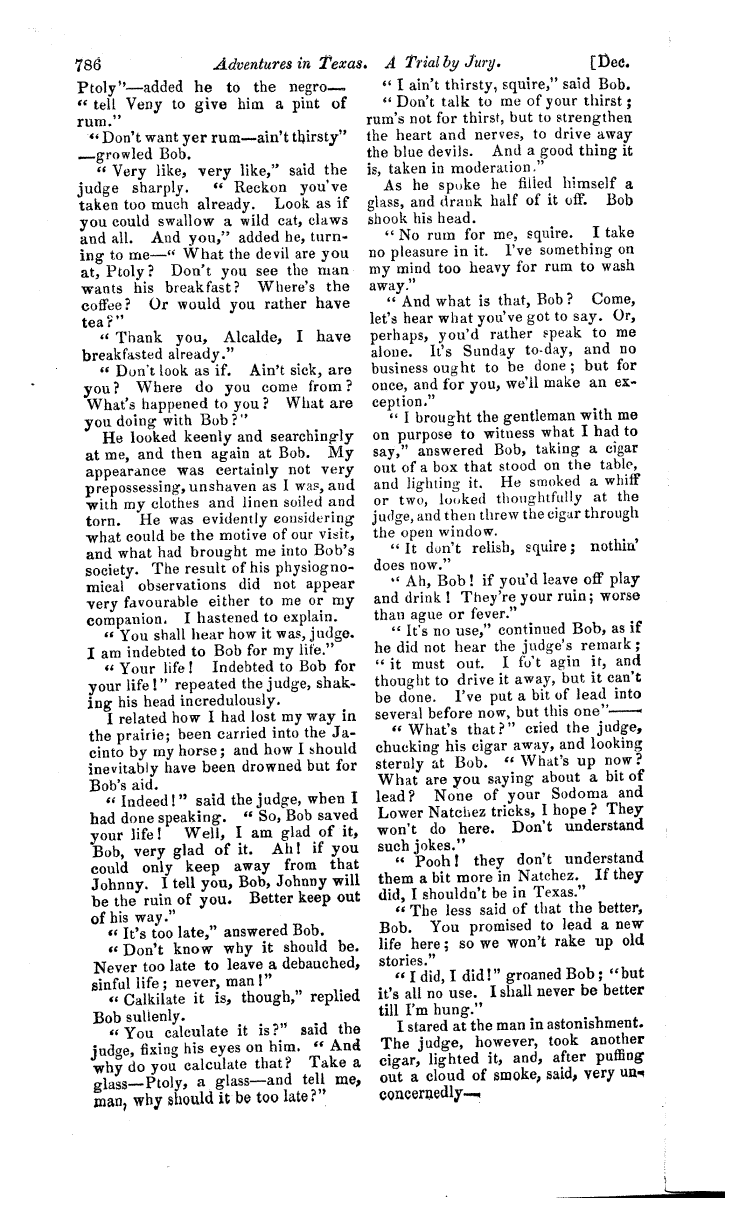 786 Adventures in Texas. A Trial by Jury. [Dec.
Ptoly"—added he to the negro—
" tell Veny to give him a pint of
rum."
" Don't want yer rum—ain't thirsty"
—growled Bob.
" Very like, very like," said the
judge sharply. " Reckon you've
taken too much already. Look as if
you could swallow a wild cat, claws
and all. And you," added he, turn-
ing to me—" What the devil are you
at, Ptoly? Don't you see the man
wants his breakfast? Where's the
coffee? Or would you rather have
tea?"
" Thank you, Alcalde, I have
breakfasted already."
" Don't look as if. Ain't sick, are
you? Where do you come from?
What's happened to you? What are
you doing with Bob?"
He looked keenly and searchingly
at me, and then again at Bob. My
appearance was certainly not very
prepossessing, unshaven as I was, and
with my clothes and linen soiled and
torn. He was evidently considering
what could be the motive of our visit,
and what had brought me into Bob's
society. The result of his physiogno-
mical observations did not appear
very favourable either to me or my
companion. I hastened to explain.
" You shall hear how it was, judge.
I am indebted to Bob for my life."
" Your life! Indebted to Bob for
your life!" repeated the judge, shak-
ing his head incredulously.
I related how I had lost my way in
the prairie; been carried into the Ja-
cinto by my horse; and how I should
inevitably have been drowned but for
Bob's aid.
" Indeed!" said the judge, when I
had done speaking. " So, Bob saved
your life! Well, I am glad of it,
Bob, very glad of it. Ah! if you
could only keep away from that
Johnny. I tell you, Bob, Johnny will
be the ruin of you. Better keep out
of his way."
" It's too late," answered Bob.
" Don't know why it should be.
Never too late to leave a debauched,
sinful life; never, man!"
" Calkilate it is, though," replied
Bob sullenly.
" You calculate it is?" said the
judge, fixing his eyes on him. " And
why do you calculate that? Take a
glass—Ptoly, a glass—and tell me,
man, why should it be too late?"
" I ain't thirsty, squire," said Bob.
" Don't talk to me of your thirst;
rum's not for thirst, but to strengthen
the heart and nerves, to drive away
the blue devils. And a good thing it
is, taken in moderation."
As he spoke he filled himself a
glass, and drank half of it off. Bob
shook his head.
" No rum for me, squire. I take
no pleasure in it. I've something on
my mind too heavy for rum to wash
away."
" And what is that, Bob? Come,
let's hear what you've got to say. Or,
perhaps, you'd rather speak to me
alone. It's Sunday to-day, and no
business ought to be done; but for
once, and for you, we'll make an ex-
ception."
" I brought the gentleman with me
on purpose to witness what I had to
say," answered Bob, taking a cigar
out of a box that stood on the table,
and lighting it. He smoked a whiff
or two, looked thoughtfully at the
judge, and then threw the cigar through
the open window.
" It don't relish, squire; nothin'
does now."
" Ah, Bob! if you'd leave off play
and drink! They're your ruin; worse
than ague or fever."
" It's no use," continued Bob, as if
he did not hear the judge's remark;
" it must out. I fo't agin it, and
thought to drive it away, but it can't
be done. I've put a bit of lead into
several before now, but this one"——
" What's that?" cried the judge,
chucking his cigar away, and looking
sternly at Bob. " What's up now?
What are you saying about a bit of
lead? None of your Sodoma and
Lower Natchez tricks, I hope? They
won't do here. Don't understand
such jokes."
" Pooh! they don't understand
them a bit more in Natchez. If they
did, I shouldn't be in Texas."
" The less said of that the better,
Bob. You promised to lead a new
life here; so we won't rake up old
stories."
" I did, I did!" groaned Bob; " but
it's all no use. I shall never be better
till I'm hung."
I stared at the man in astonishment.
The judge, however, took another
cigar, lighted it, and, after puffing
out a cloud of smoke, said, very un-
concernedly—